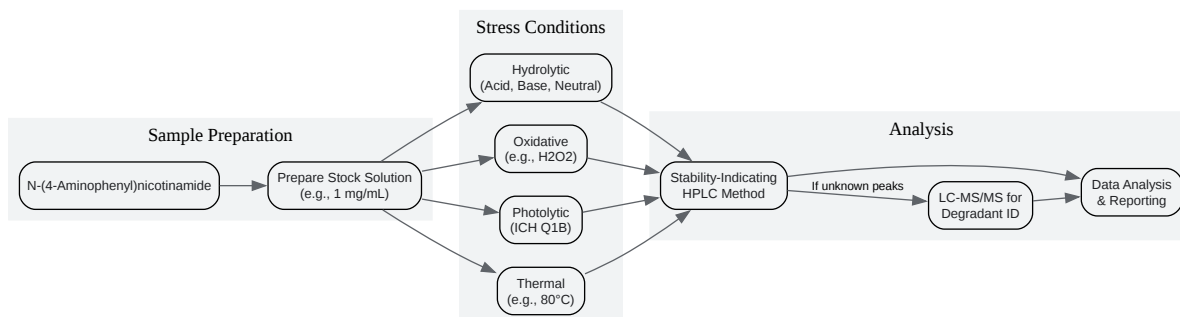 Stress Conditions
Hydrolytic
(Acid, Base, Neutral)
Sample Preparation
Analysis
Oxidative
(e.g., H2O2)
N-(4-Aminophenyl)nicotinamide
Prepare Stock Solution
(e.g., 1 mg/mL)
Stability-Indicating
HPLC Method
If unknown peaks
LC-MS/MS for
Degradant ID
Data Analysis
& Reporting
Photolytic
(ICH Q1B)
Thermal
(e.g., 80°C)